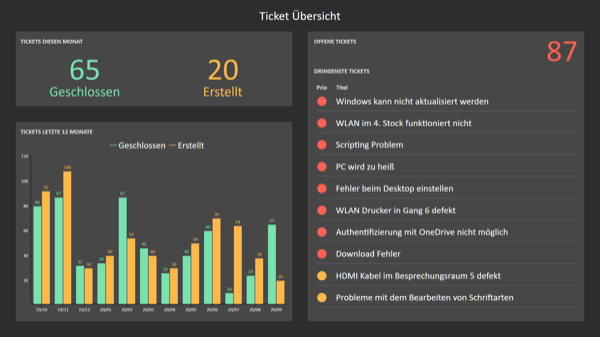 Ticket Übersicht
TICKETS DIESEN MONAT
65
Geschlossen
20
Erstellt
TICKETS LETZTE 12 MONATE
Geschlossen Erstellt
120
100
80
60
40
20
80 92 87 108 32 30 34 40 87 54 46 40 26 30 40 50 60 70 10 64 24 38 65 20
19/10 19/11 19/12 20/01 20/02 20/03 20/04 20/05 20/06 20/07 20/08 20/09
OFFENE TICKETS
87
DRINGENSTE TICKETS
Prio Titel
Windows kann nicht aktualisiert werden
WLAN im 4. Stock funktioniert nicht
Scripting Problem
PC wird zu heiß
Fehler beim Desktop einstellen
WLAN Drucker in Gang 6 defekt
Authentifizierung mit OneDrive nicht möglich
Download Fehler
HDMI Kabel im Besprechungsraum 5 defekt
Probleme mit dem Bearbeiten von Schriftarten